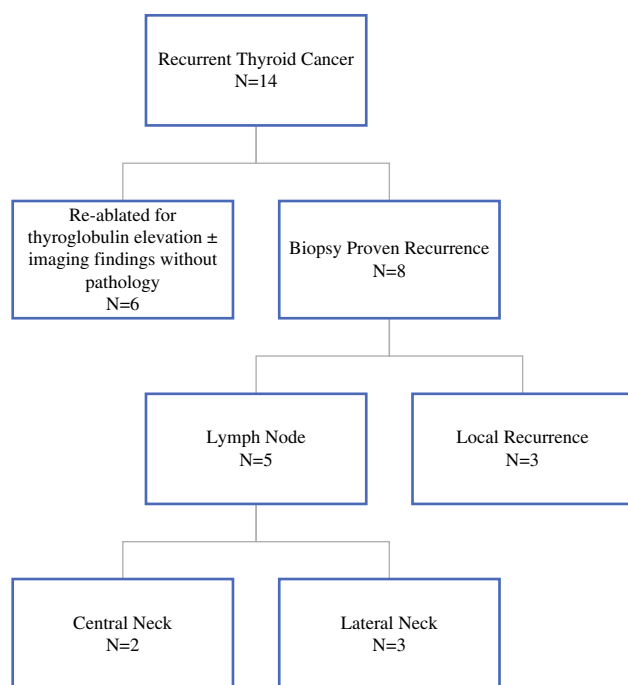 Recurrent Thyroid Cancer
N=14
Re-ablated for
thyroglobulin elevation ±
imaging findings without
pathology
N=6
Biopsy Proven Recurrence
N=8
Lymph Node
N=5
Local Recurrence
N=3
Central Neck
N=2
Lateral Neck
N=3